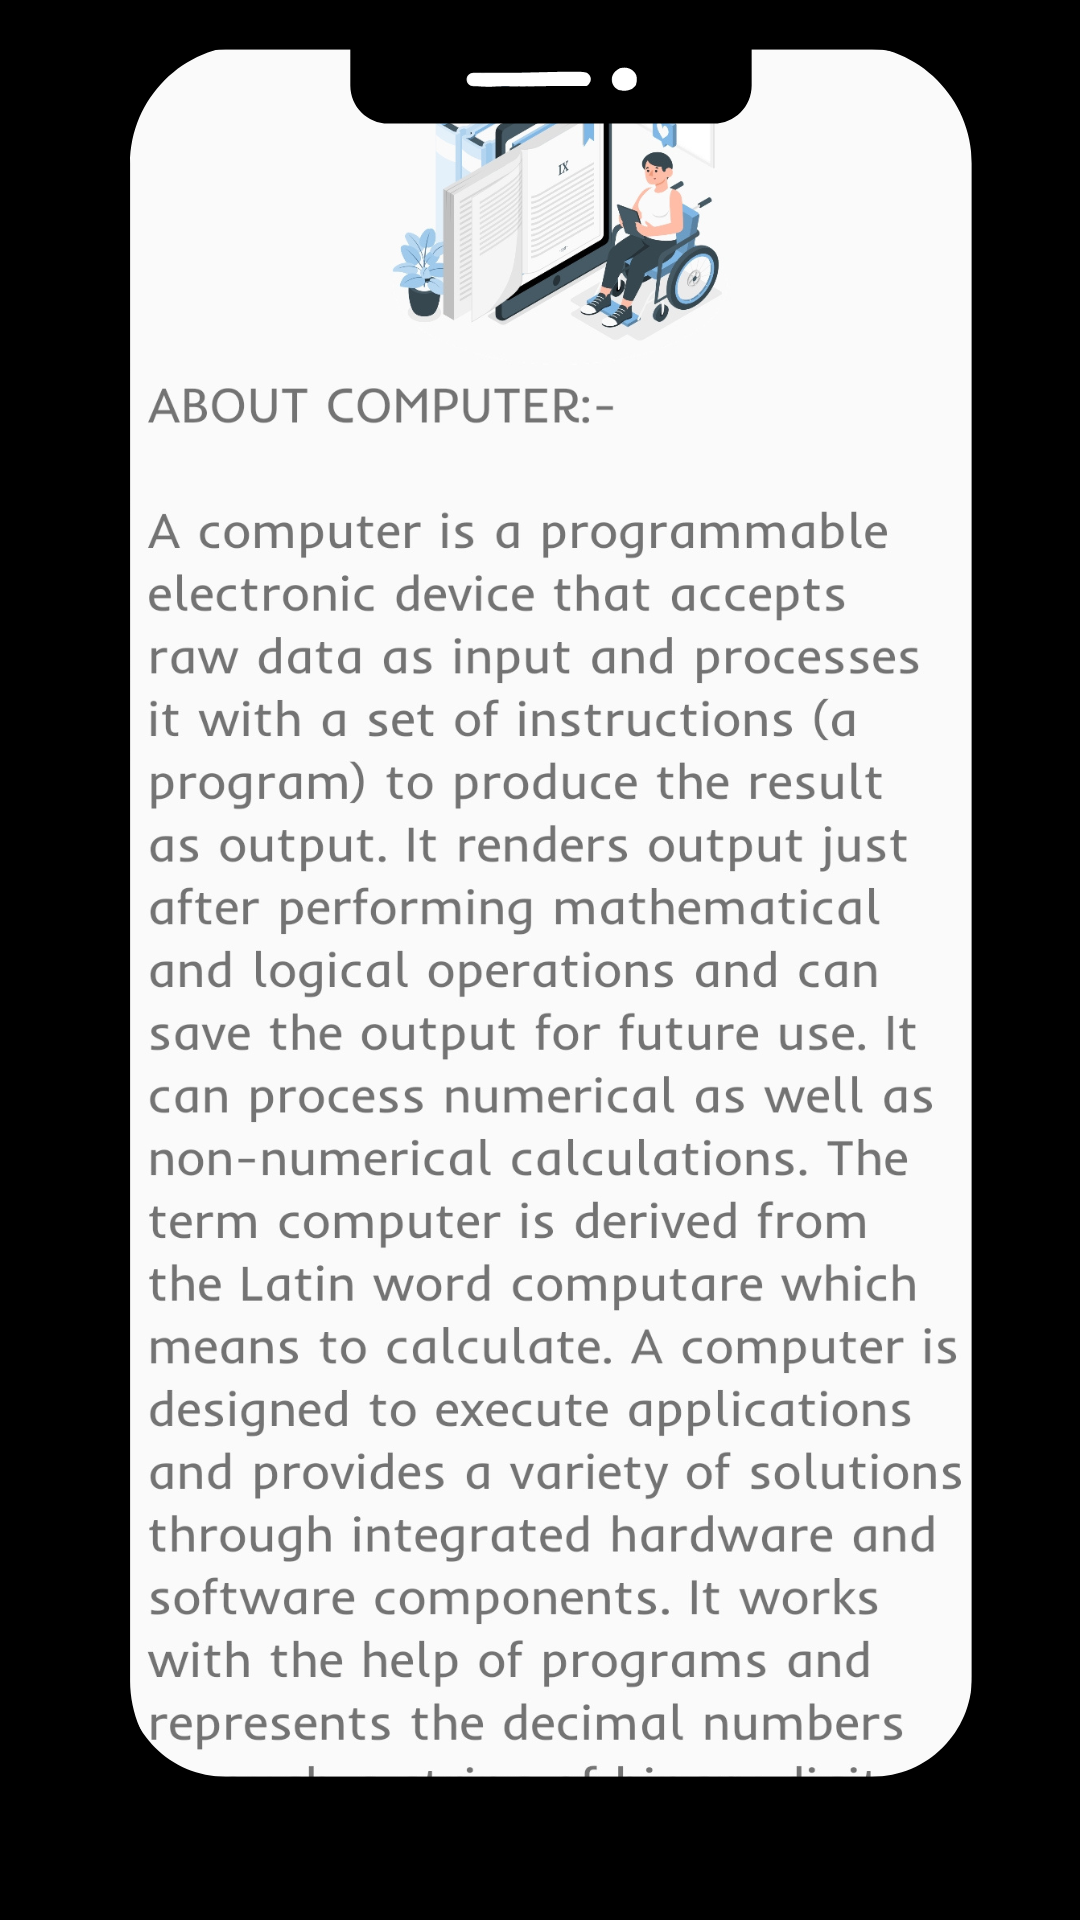 IX
ABOUT COMPUTER:-
A computer is a programmable
electronic device that accepts
raw data as input and processes
it with a set of instructions (a
program) to produce the result
as output. It renders output just
after performing mathematical
and logical operations and can
save the output for future use. It
can process numerical as well as
non-numerical calculations. The
term computer is derived from
the Latin word computare which
means to calculate. A computer is
designed to execute applications
and provides a variety of solutions
through integrated hardware and
software components. It works
with the help of programs and
represents the decimal numbers